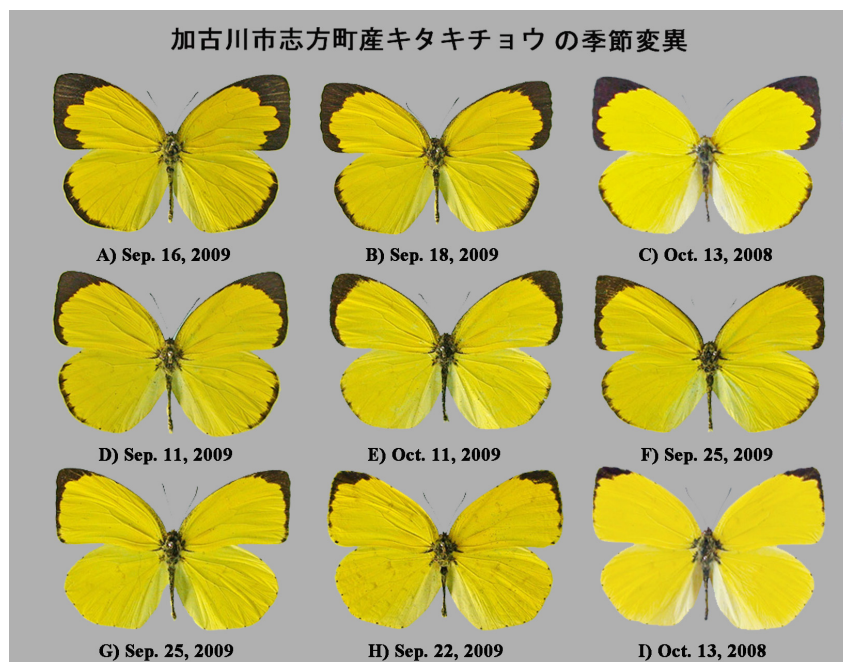 加古川市志方町産キタキチョウ の季節変異
A) Sep. 16, 2009
B) Sep. 18, 2009
C) Oct. 13, 2008
D) Sep. 11, 2009
E) Oct. 11, 2009
F) Sep. 25, 2009
G) Sep. 25, 2009
H) Sep. 22, 2009
I) Oct. 13, 2008